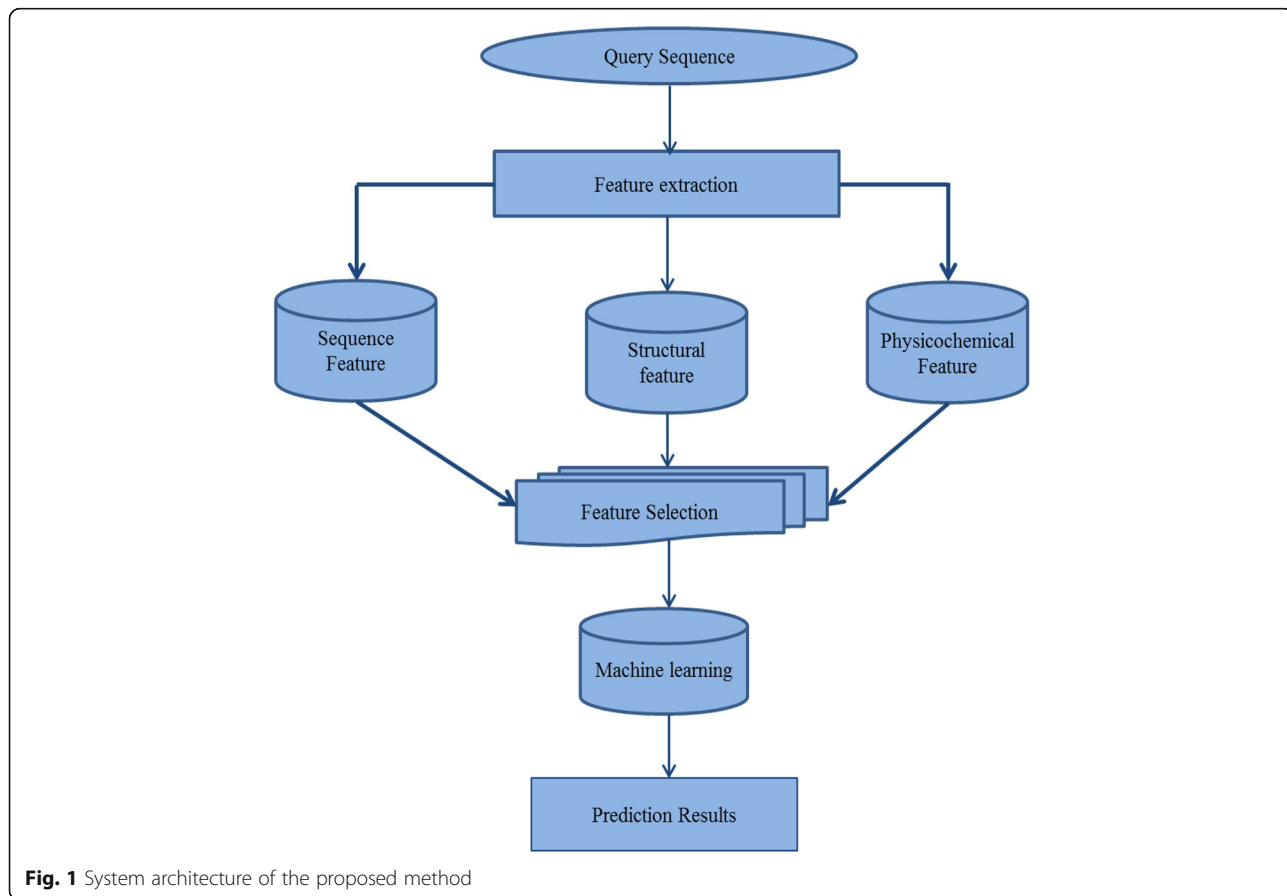 Query Sequence
Feature extraction
Sequence
Feature
Structural
feature
Physicochemical
Feature
Feature Selection
Machine learning
Prediction Results
Fig. 1 System architecture of the proposed method